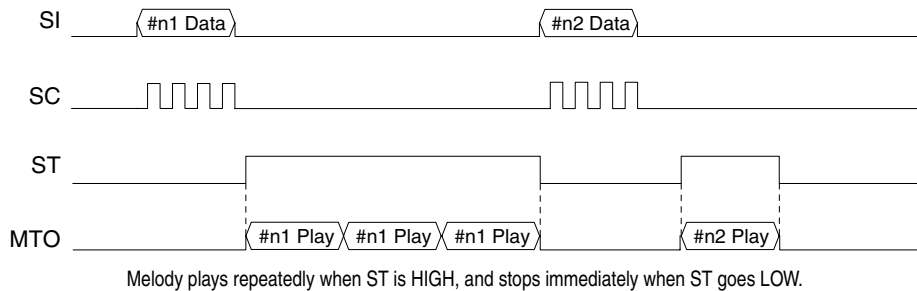 SI #n1 Data #n2 Data
SC
ST
MTO #n1 Play #n1 Play #n1 Play #n2 Play
Melody plays repeatedly when ST is HIGH, and stops immediately when ST goes LOW.